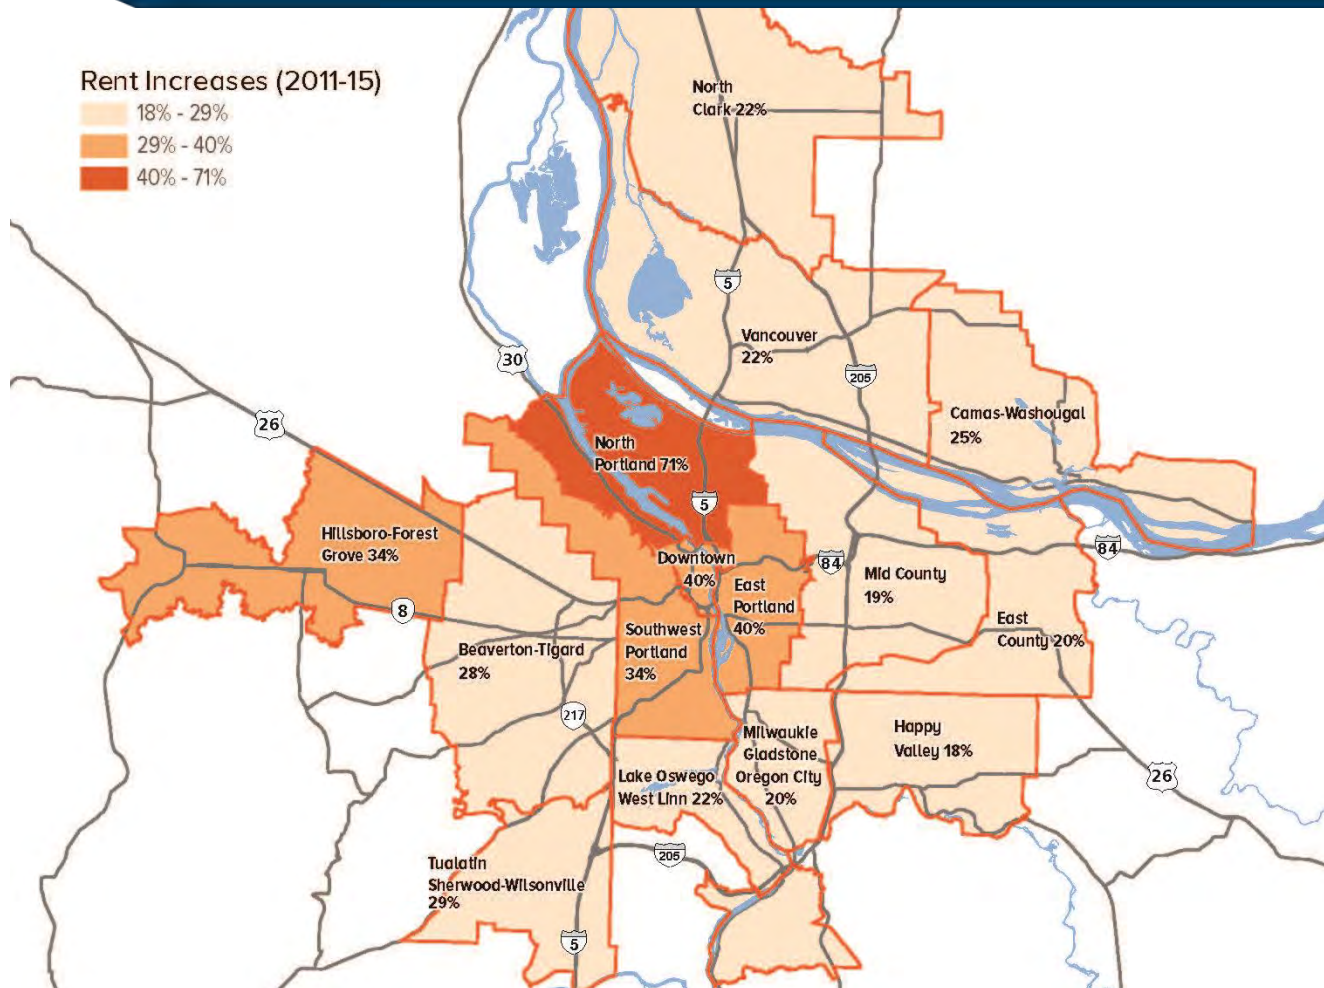 Rent Increases (2011-15)
18% - 29%
29% - 40%
40% - 71%
North
Clark 22%
5
Vancouver
22%
30
205
26
Camas-Washougal
25%
North
Portland 71%
5
Hillsboro-Forest
Grove 34%
Downtown
40%
84
84
Mid County
19%
East
Portland
40%
8
Southwest
Portland
34%
East
County 20%
Beaverton-Tigard
28%
217
Happy
Valley 18%
Milwaukie
Gladstone
Oregon City
20%
Lake Oswego
West Linn 22%
26
205
Tualatin
Sherwood-Wilsonville
29%
5